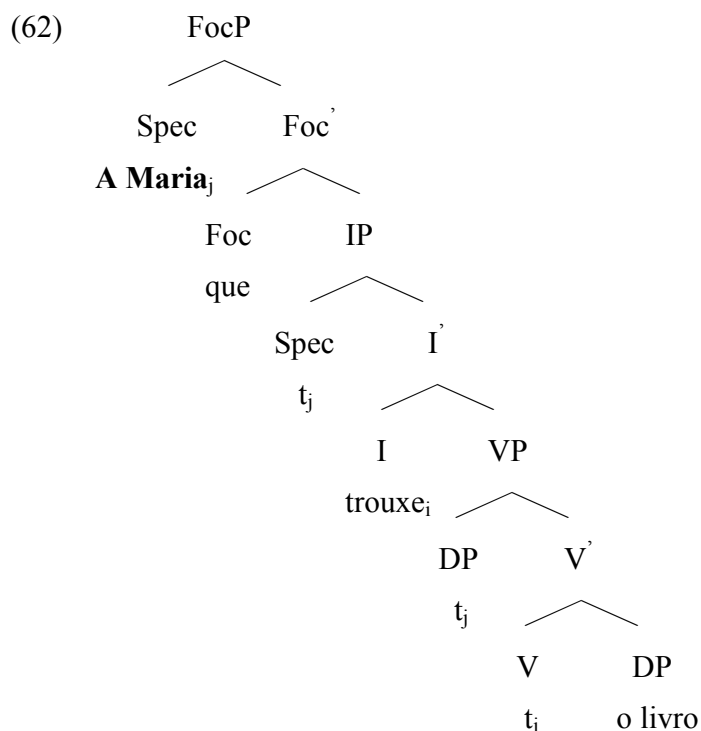 (62) FocP
Spec Foc’
A Mariaj
Foc IP
que
Spec I’
tj
I VP
trouxei
DP V’
tj
V DP
ti o livro